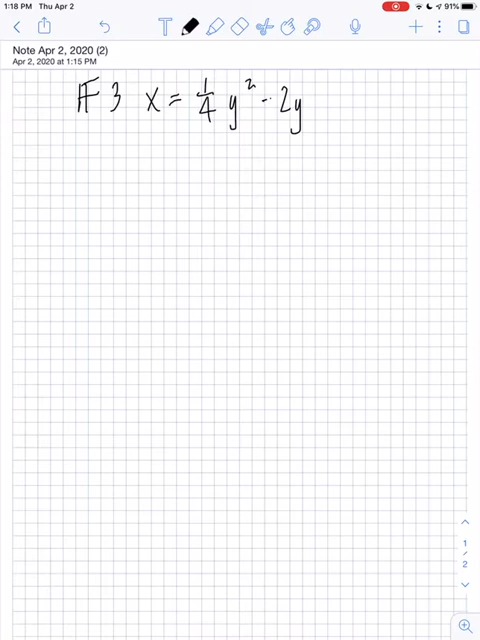 1:18 PM Thu Apr 2 91%
T
Note Apr 2, 2020 (2)
Apr 2, 2020 at 1:15 PM
# 3 x = 1/4 y² - 2y
1
/
2